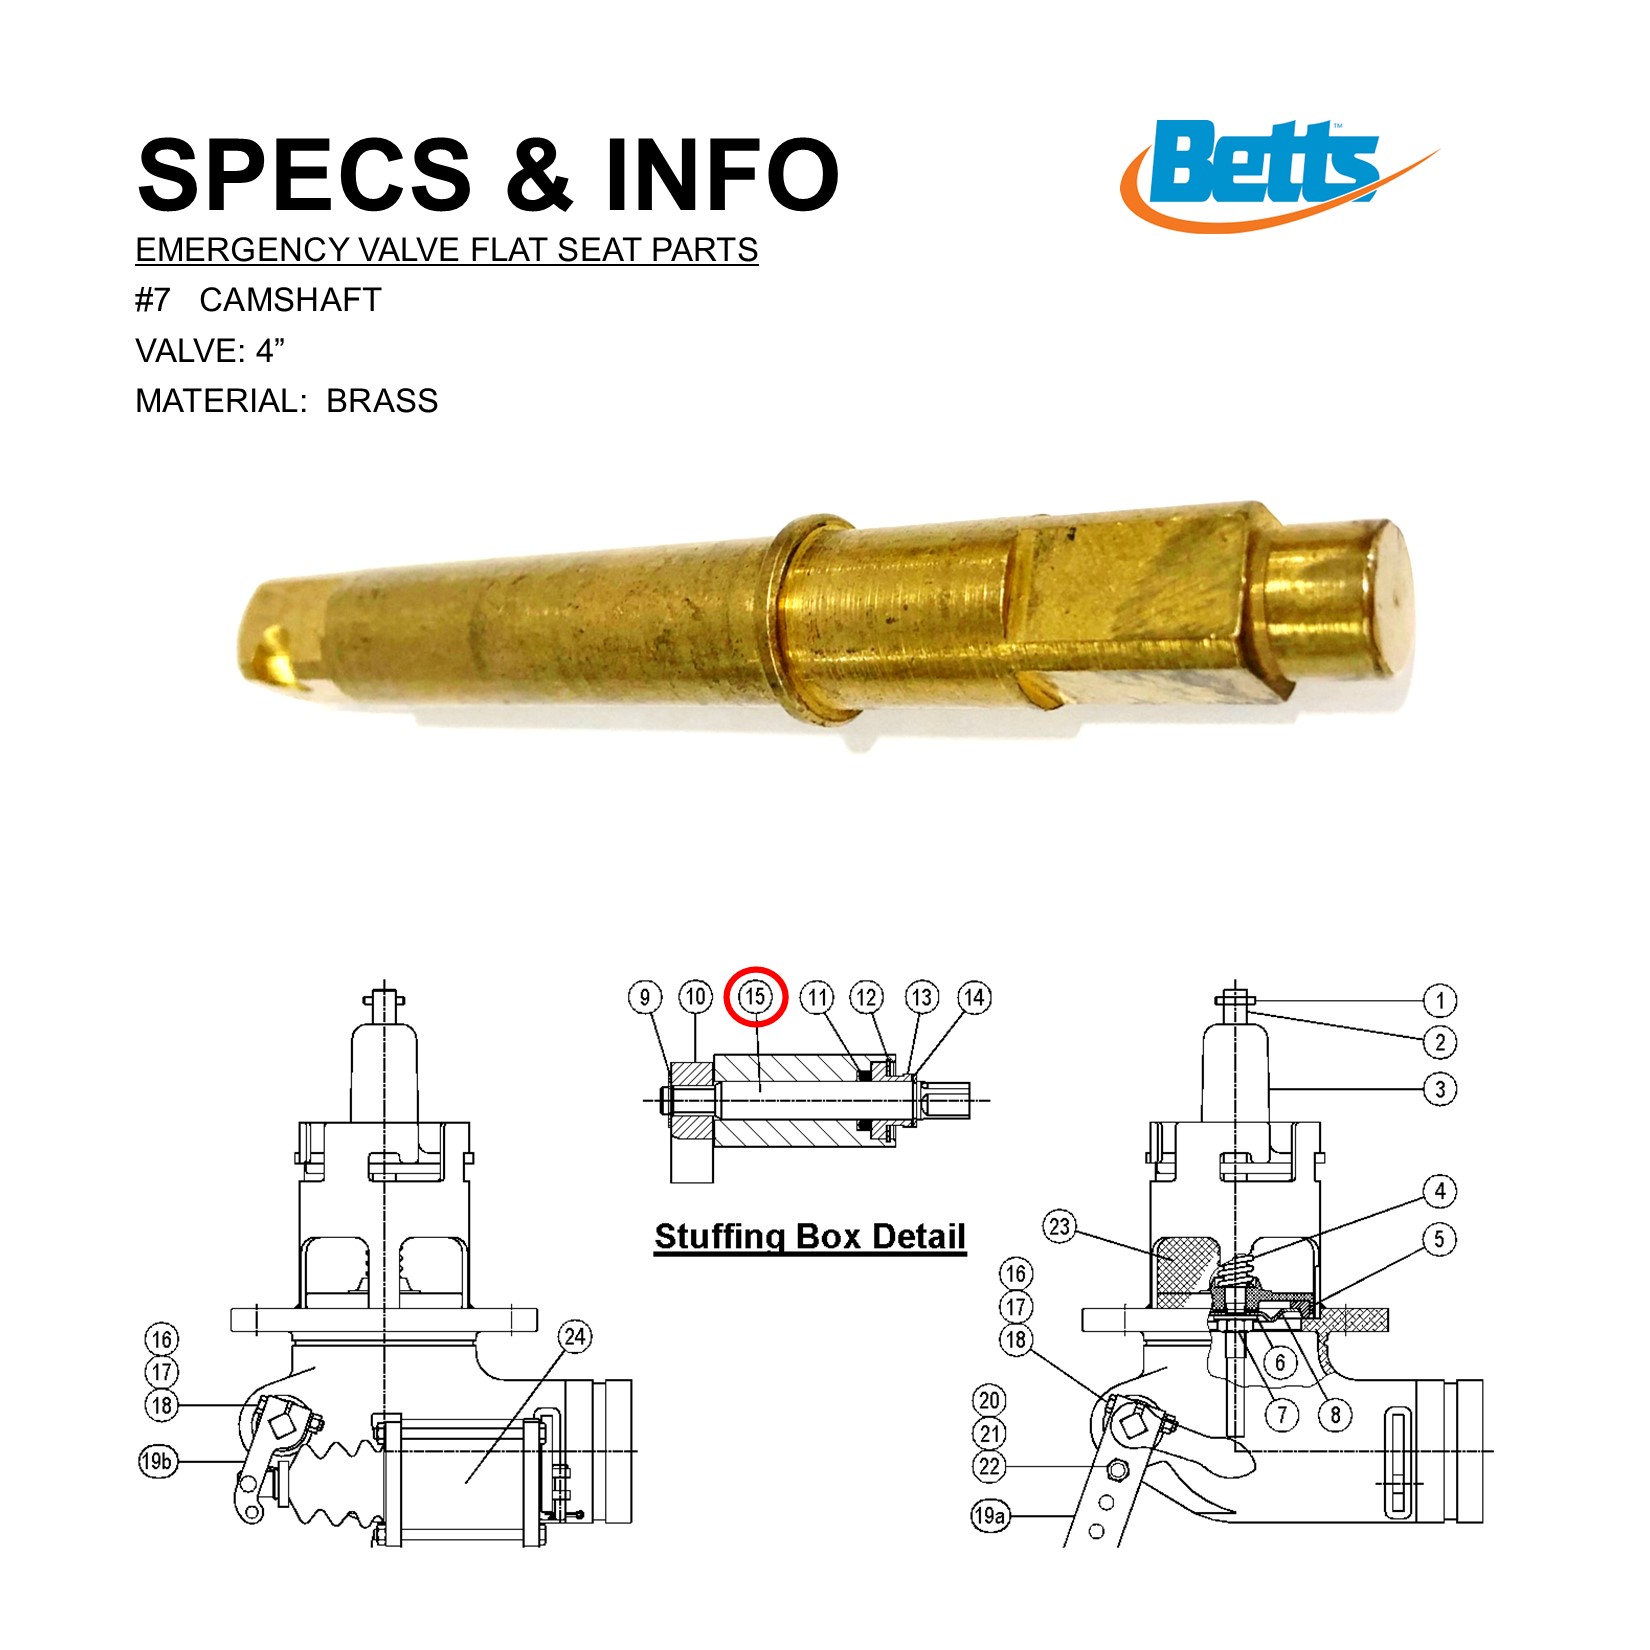 SPECS & INFO
Betts™
EMERGENCY VALVE FLAT SEAT PARTS
#7 CAMSHAFT
VALVE: 4”
MATERIAL: BRASS
9 10 15 11 12 13 14
1
2
3
4
5
23
16
17
18
6
7
8
20
21
22
19a
Stuffing Box Detail
16
17
18
19b
24